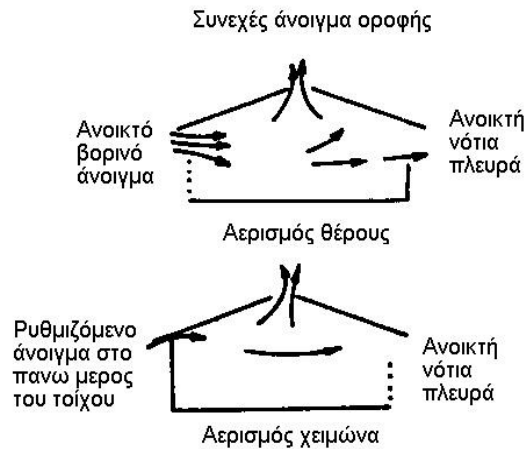 Συνεχές άνοιγμα οροφής
Ανοικτό
βορινό
άνοιγμα
Ανοικτή
νότια
πλευρά
Αερισμός θέρους
Ρυθμιζόμενο
άνοιγμα στο
πανω μερος
του τοίχου
Ανοικτή
νότια
πλευρά
Αερισμός χειμώνα